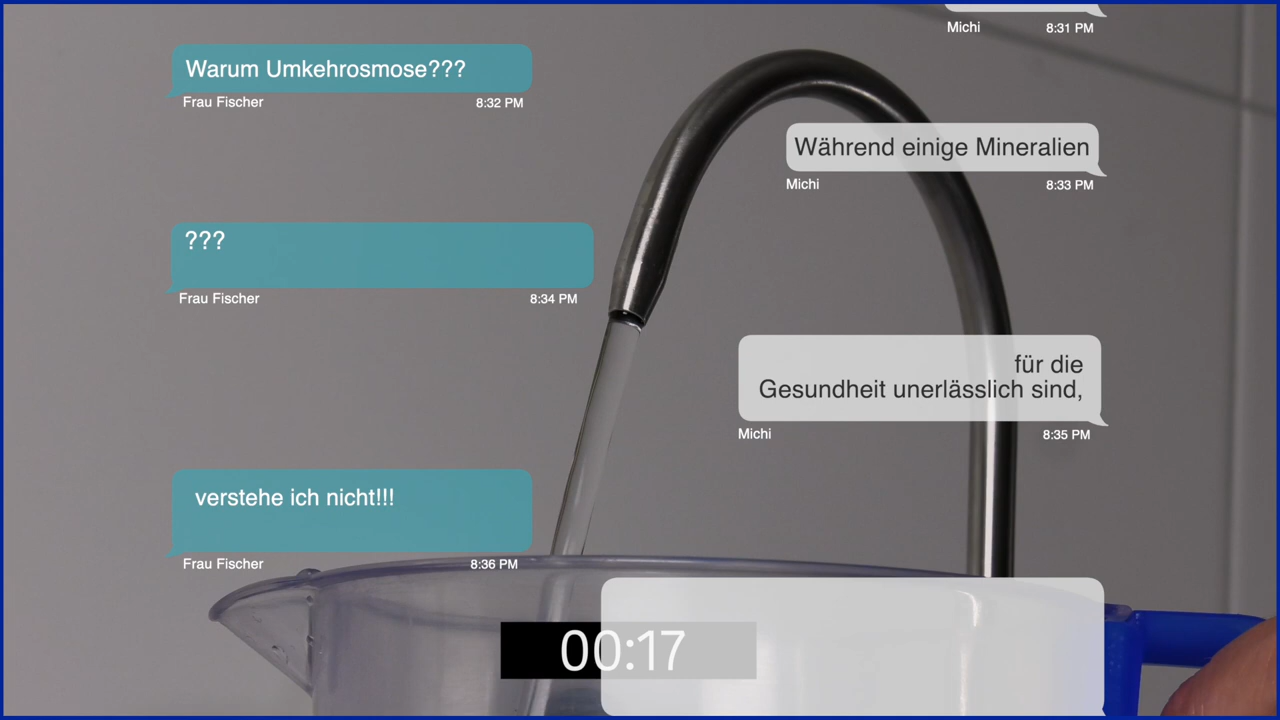 Michi 8:31 PM
Warum Umkehrosmose???
Frau Fischer 8:32 PM
Während einige Mineralien
Michi 8:33 PM
???
Frau Fischer 8:34 PM
für die
Gesundheit unerlässlich sind,
Michi 8:35 PM
verstehe ich nicht!!!
Frau Fischer 8:36 PM
00:17